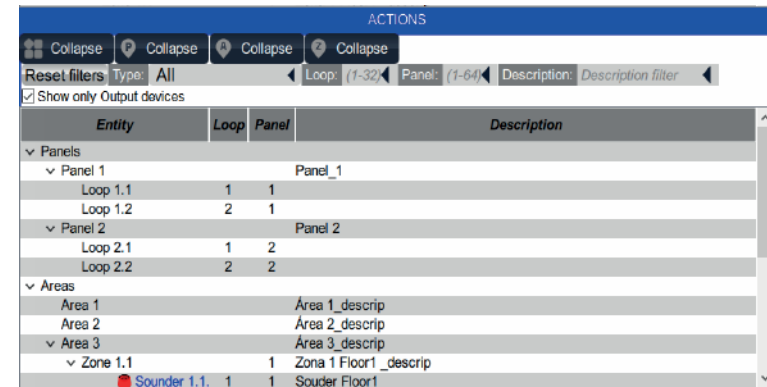 ACTIONS
Collapse P Collapse A Collapse Z Collapse
Reset filters Type: All Loop: (1-32) Panel: (1-64) Description: Description filter
Show only Output devices
Entity Loop Panel Description
Panels
Panel 1 Panel_1
Loop 1.1 1 1
Loop 1.2 2 1
Panel 2 Panel 2
Loop 2.1 1 2
Loop 2.2 2 2
Areas
Area 1 Área 1_descrip
Area 2 Área 2_descrip
Area 3 Área 3_descrip
Zone 1.1 1 Zona 1 Floor1 _descrip
Sounder 1.1. 1 1 Souder Floor1